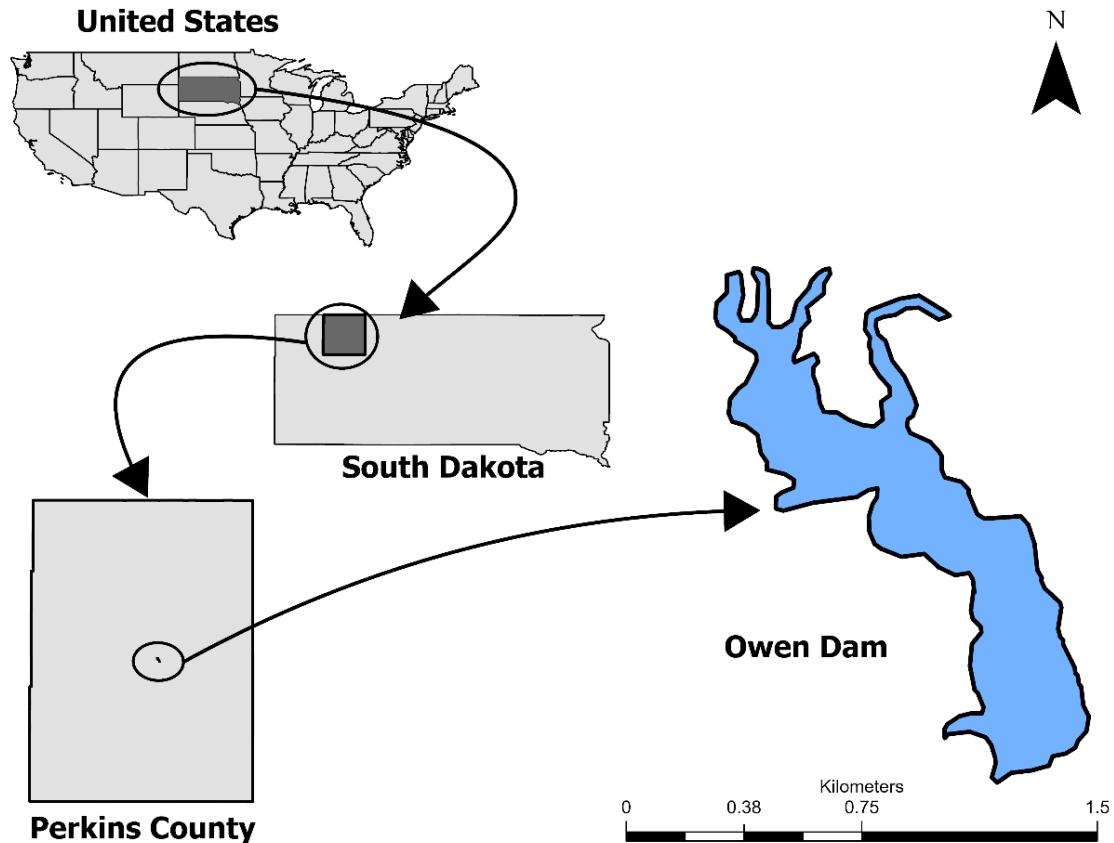 United States
N
South Dakota
Owen Dam
Perkins County
Kilometers
0 0.38 0.75 1.5